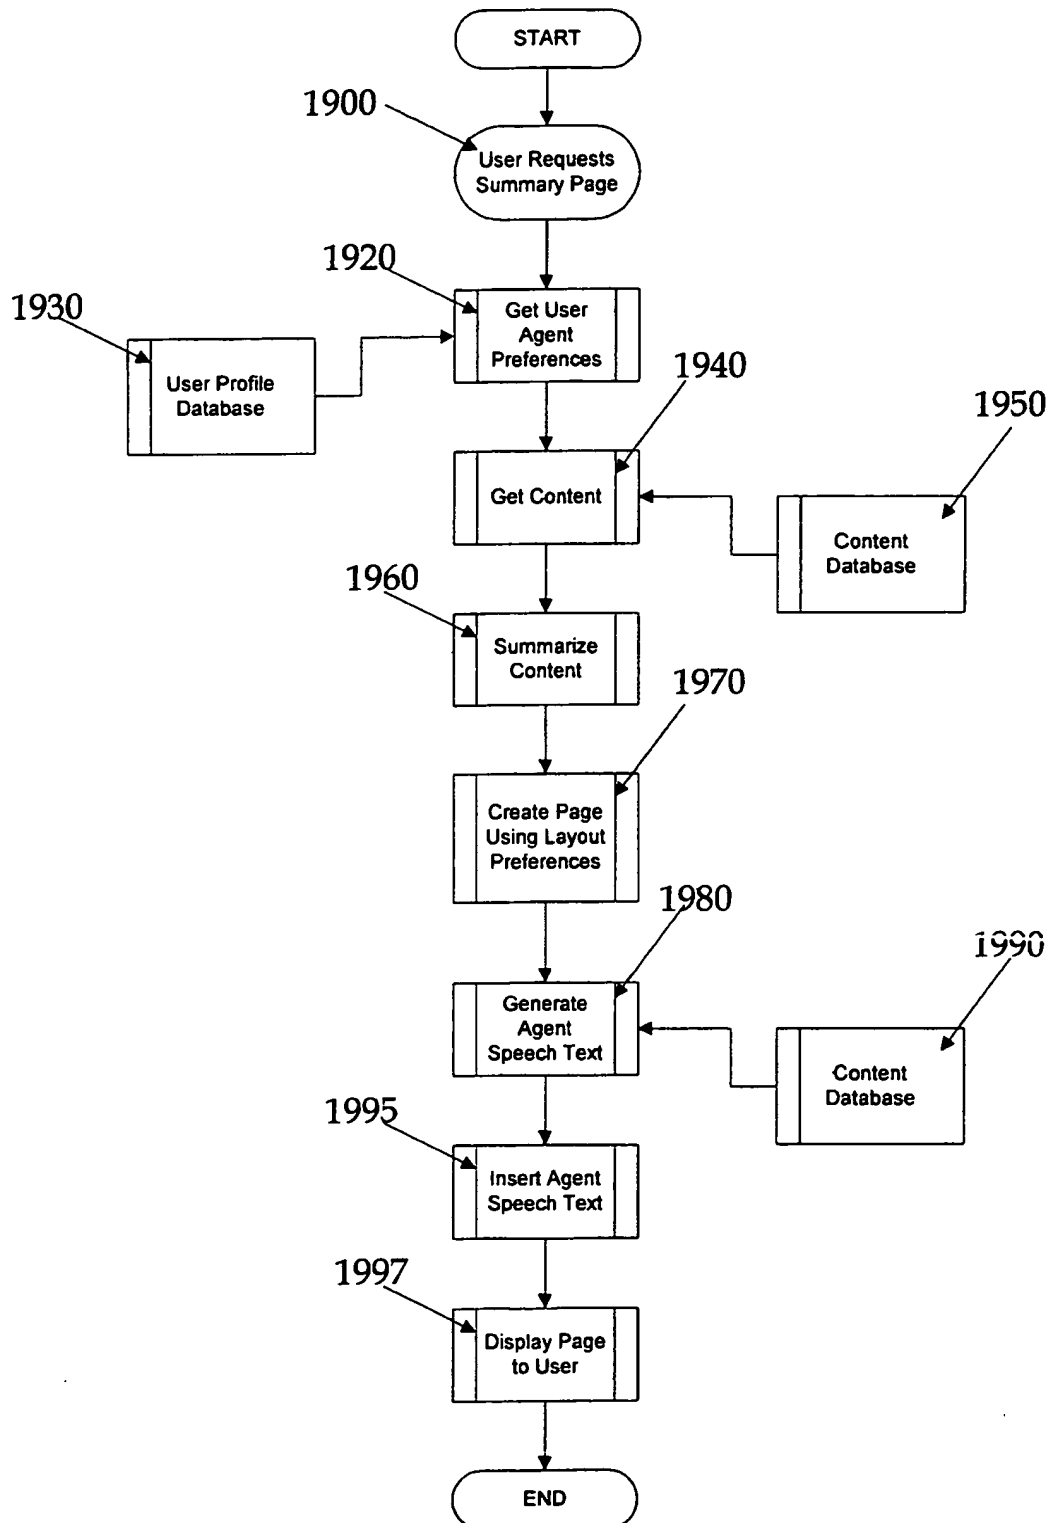 START
1900
User Requests
Summary Page
1920
Get User
Agent
Preferences
1930
User Profile
Database
1940
Get Content
1950
Content
Database
1960
Summarize
Content
1970
Create Page
Using Layout
Preferences
1980
Generate
Agent
Speech Text
1990
Content
Database
1995
Insert Agent
Speech Text
1997
Display Page
to User
END